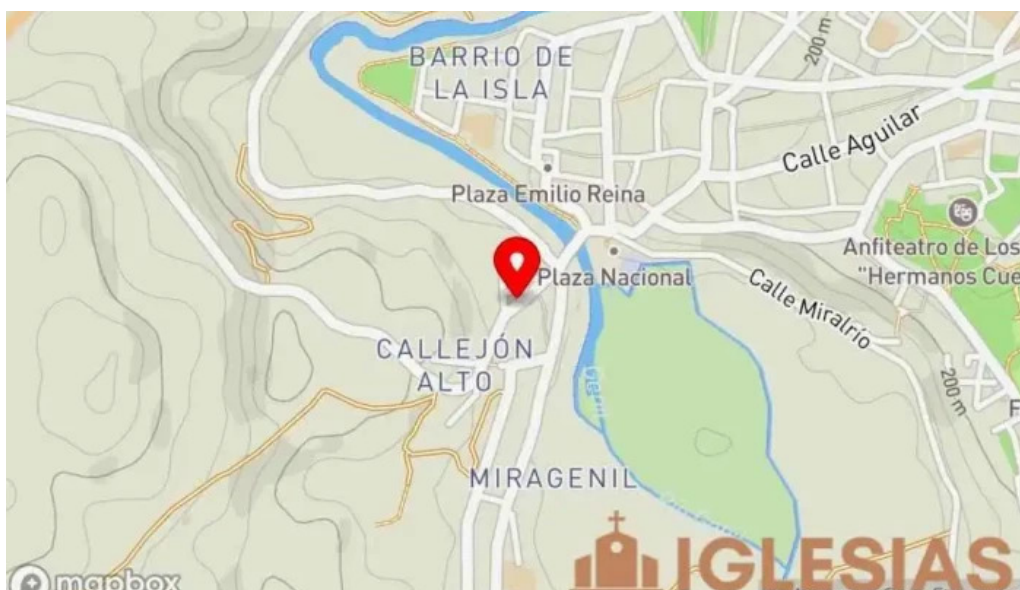 BARRIO DE
LA ISLA
200 m
Calle Aguilar
Plaza Emilio Reina
Anfiteatro de Los
"Hermanos Cue
Plaza Nacional
Calle Miralrío
CALLEJÓN
ALTO
200 m
F
MIRAGENIL
IGLESIAS
mapbox